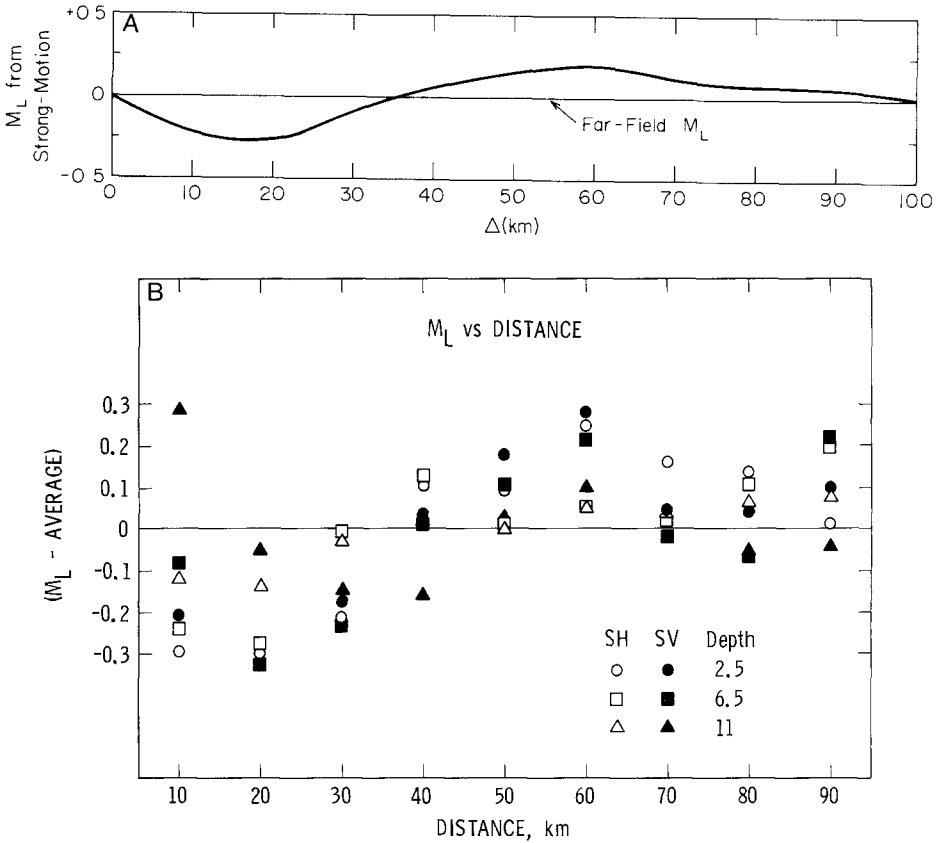 A
M_L from
Strong-Motion
+0 5
0
-0 5
Far-Field M_L
0 10 20 30 40 50 60 70 80 90 100
Δ(km)
B
M_L vs DISTANCE
(M_L - AVERAGE)
0.3
0.2
0.1
0
-0.1
-0.2
-0.3
SH SV Depth
2.5
6.5
11
10 20 30 40 50 60 70 80 90
DISTANCE, km